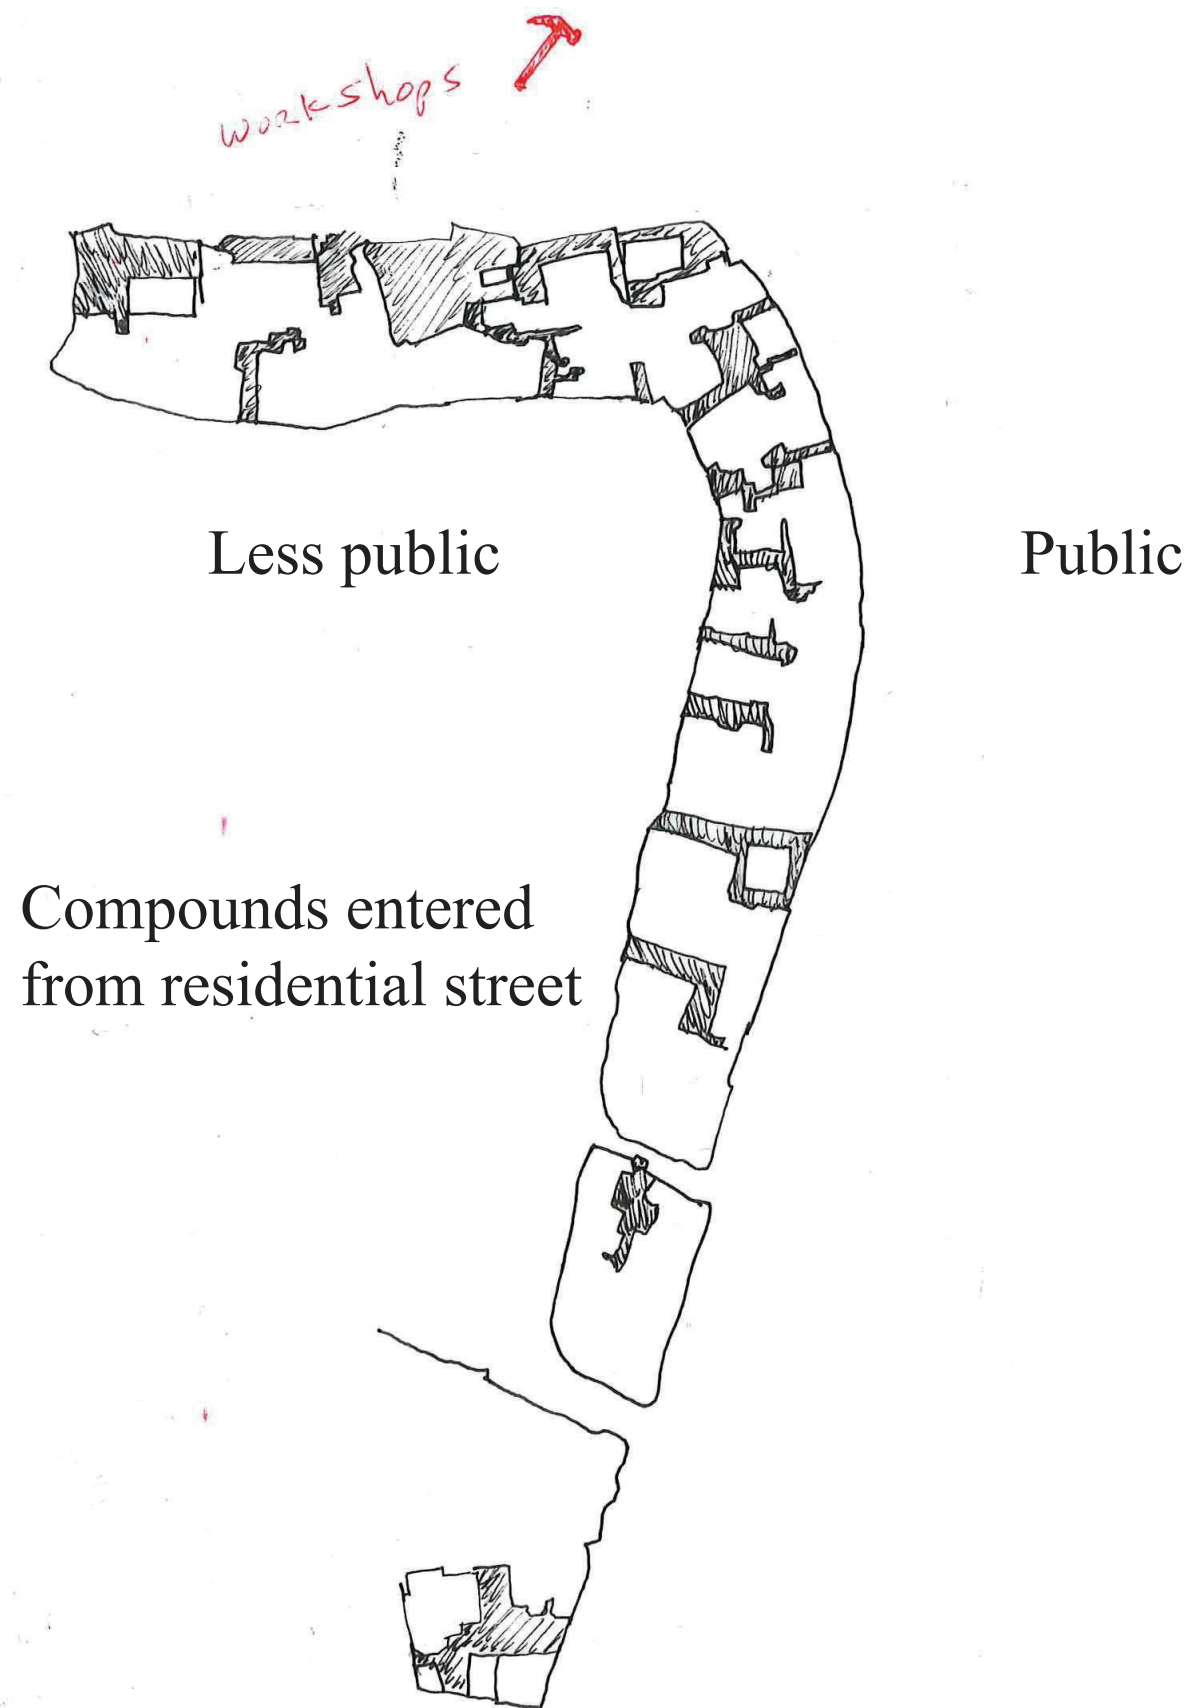 workshops
Less public
Public
Compounds entered
from residential street